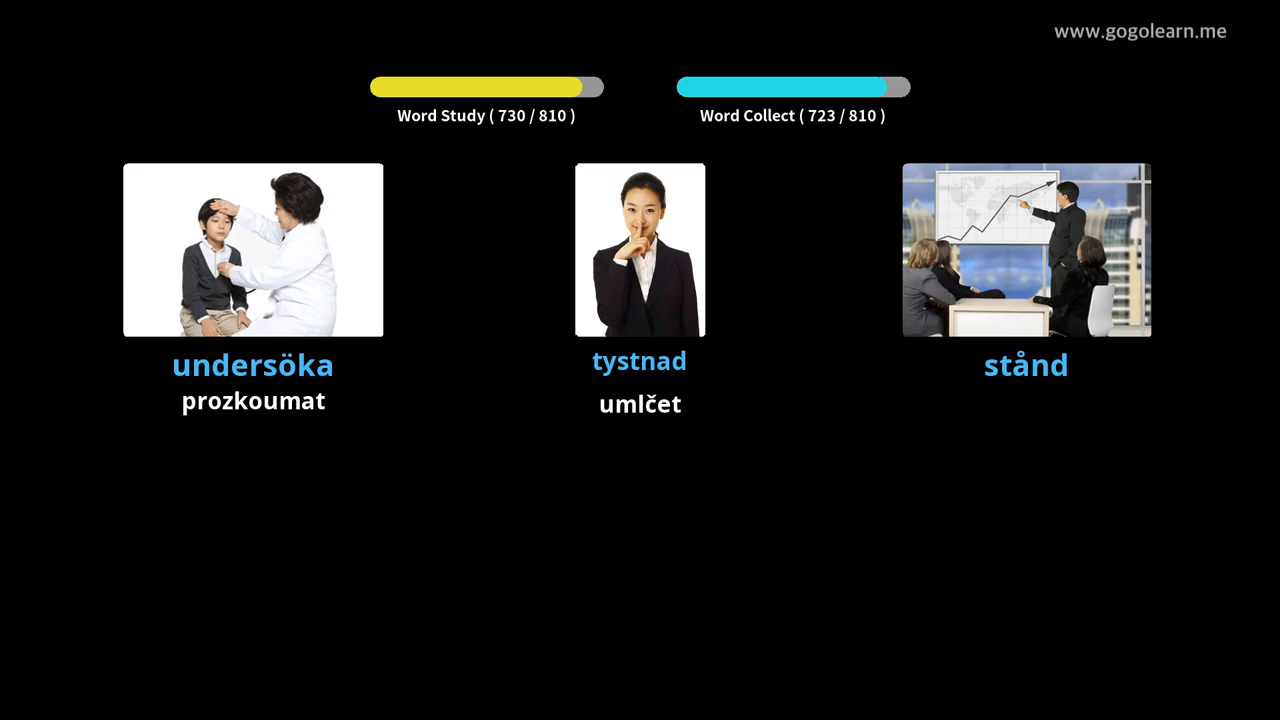 www.gogolearn.me
Word Study ( 730 / 810 )
Word Collect ( 723 / 810 )
undersöka
prozkoumat
tystnad
umlčet
stånd